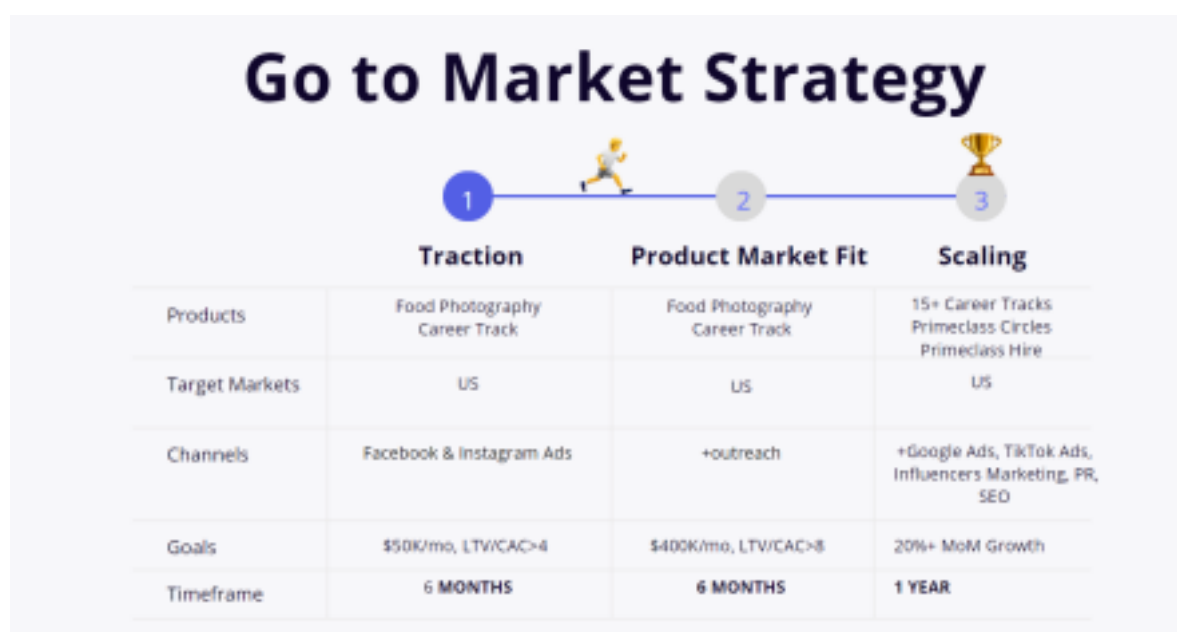 Go to Market Strategy
1
2
3
Traction
Product Market Fit
Scaling
Products
Food Photography
Career Track
Food Photography
Career Track
15+ Career Tracks
Primeclass Circles
Primeclass Hire
Target Markets
US
US
US
Channels
Facebook & Instagram Ads
+outreach
+Google Ads, TikTok Ads,
Influencers Marketing, PR,
SEO
Goals
$50K/mo, LTV/CAC>4
$400K/mo, LTV/CAC>8
20%+ MoM Growth
Timeframe
6 MONTHS
6 MONTHS
1 YEAR